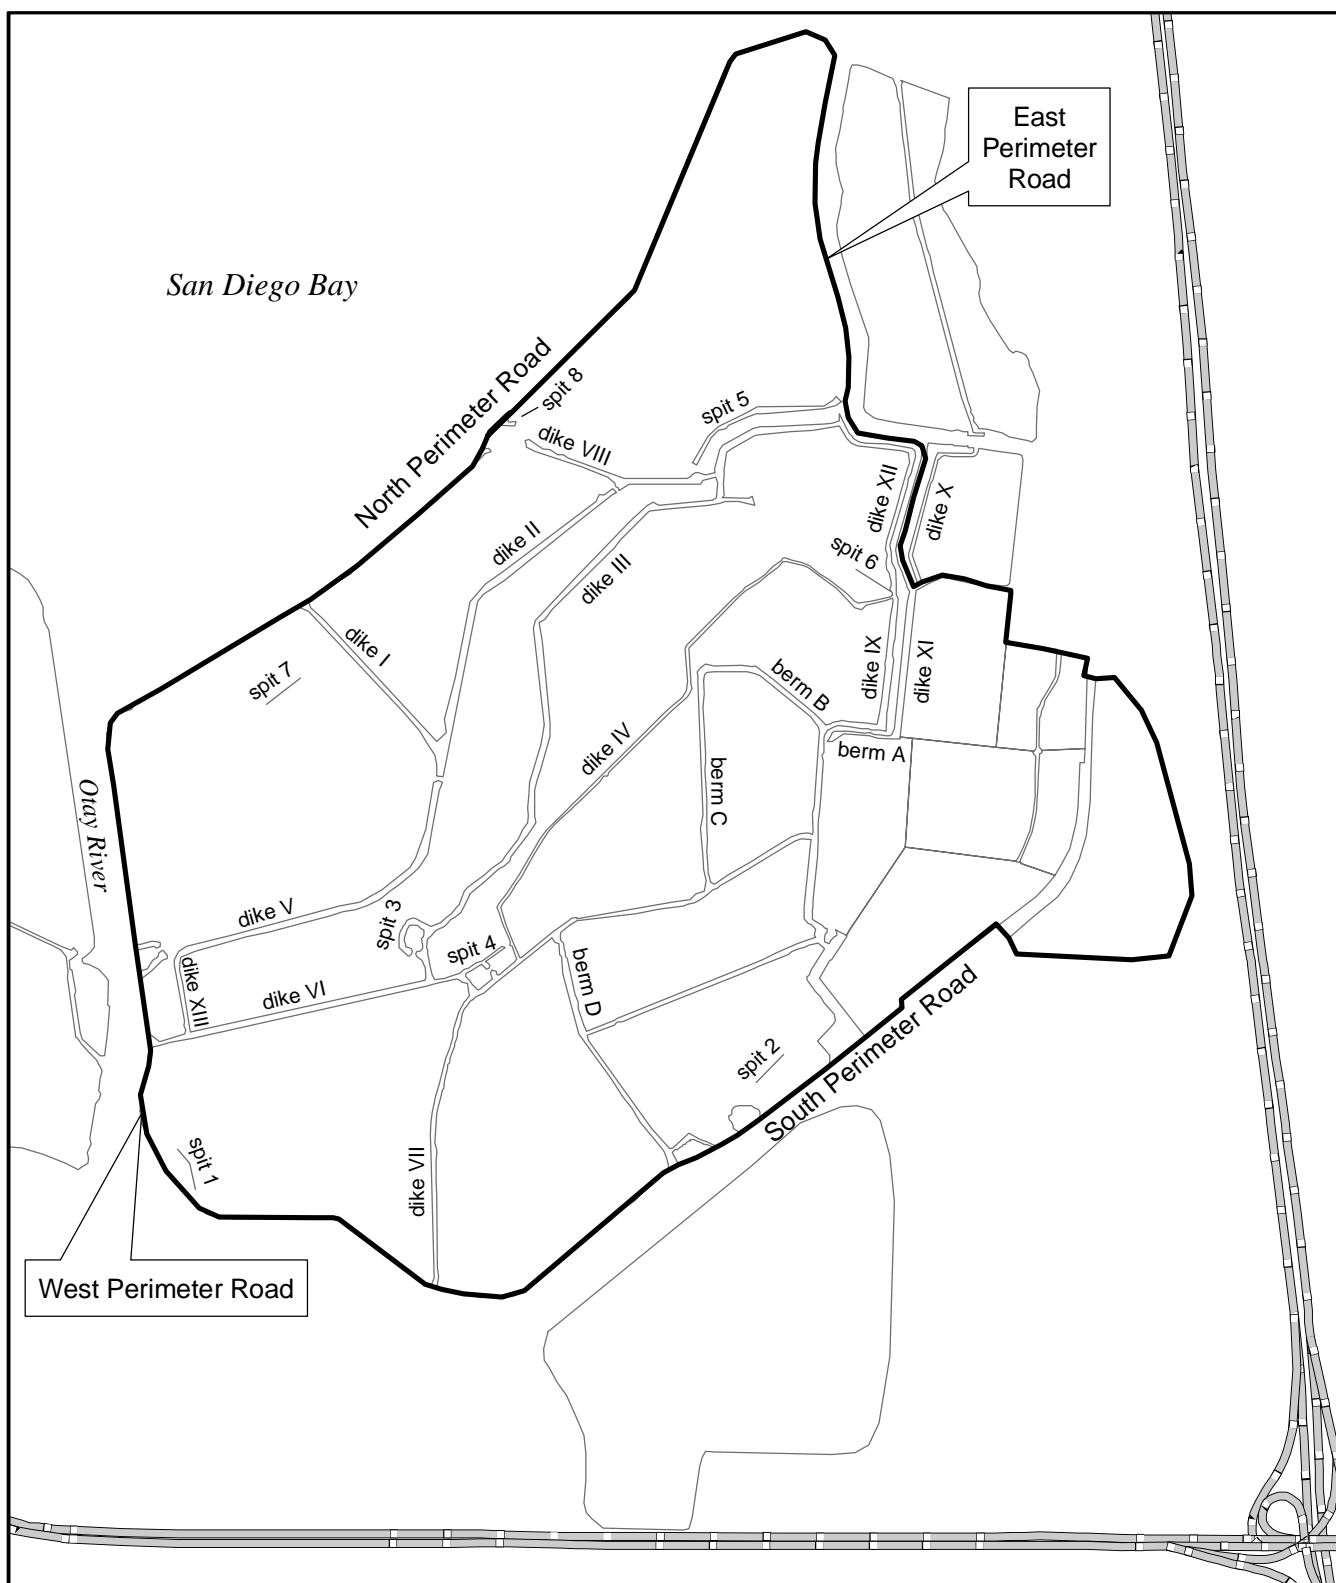 East
Perimeter
Road
San Diego Bay
North Perimeter Road
spit 8
spit 5
dike VIII
dike XII
dike X
dike II
dike III
spit 6
dike I
spit 7
dike IX
dike XI
berm B
dike IV
berm A
berm C
Otay River
dike V
spit 3
spit 4
dike XIII
dike VI
berm D
South Perimeter Road
spit 2
spit 1
dike VII
West Perimeter Road